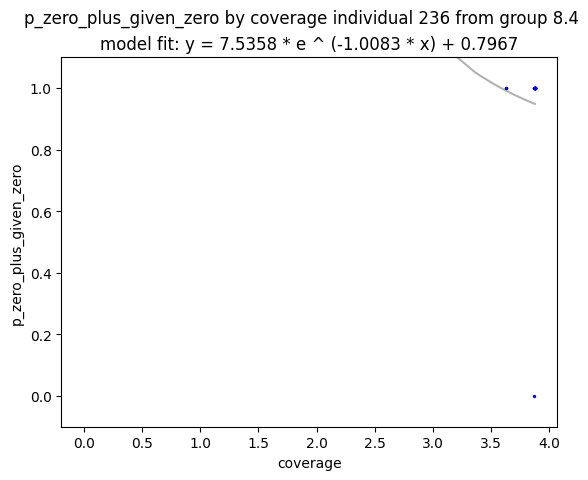 p_zero_plus_given_zero by coverage individual 236 from group 8.4
model fit: y = 7.5358 * e ^ (-1.0083 * x) + 0.7967
1.0
0.8
0.6
0.4
0.2
0.0
p_zero_plus_given_zero
0.0 0.5 1.0 1.5 2.0 2.5 3.0 3.5 4.0
coverage